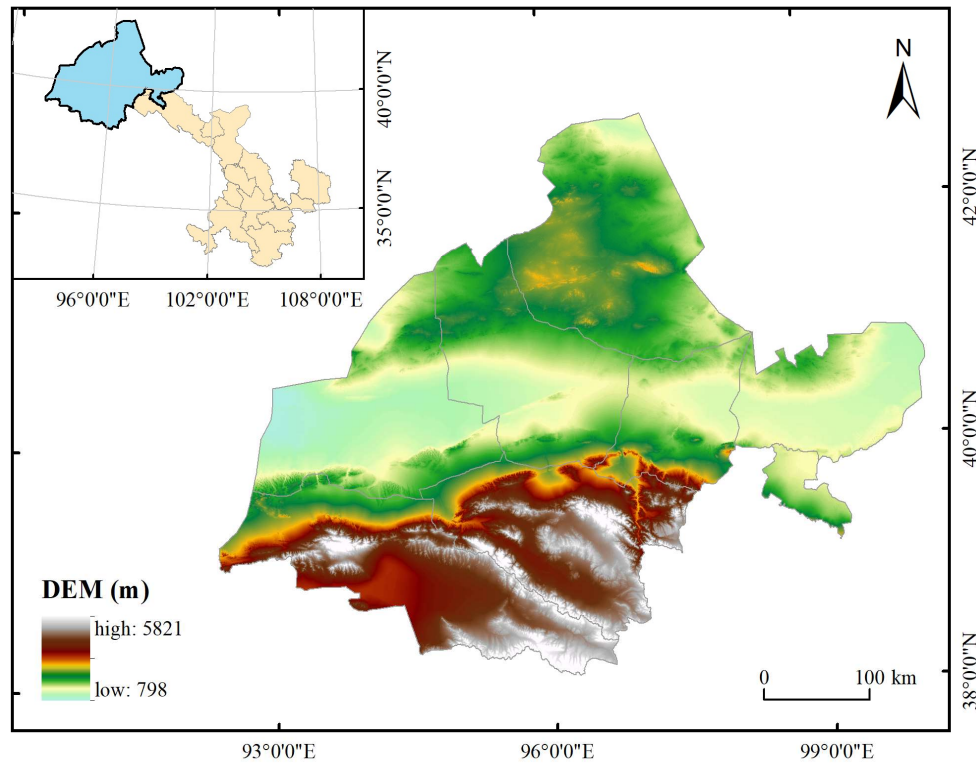 40°0'0"N
35°0'0"N
96°0'0"E
102°0'0"E
108°0'0"E
N
42°0'0"N
40°0'0"N
38°0'0"N
DEM (m)
high: 5821
low: 798
0
100 km
93°0'0"E
96°0'0"E
99°0'0"E